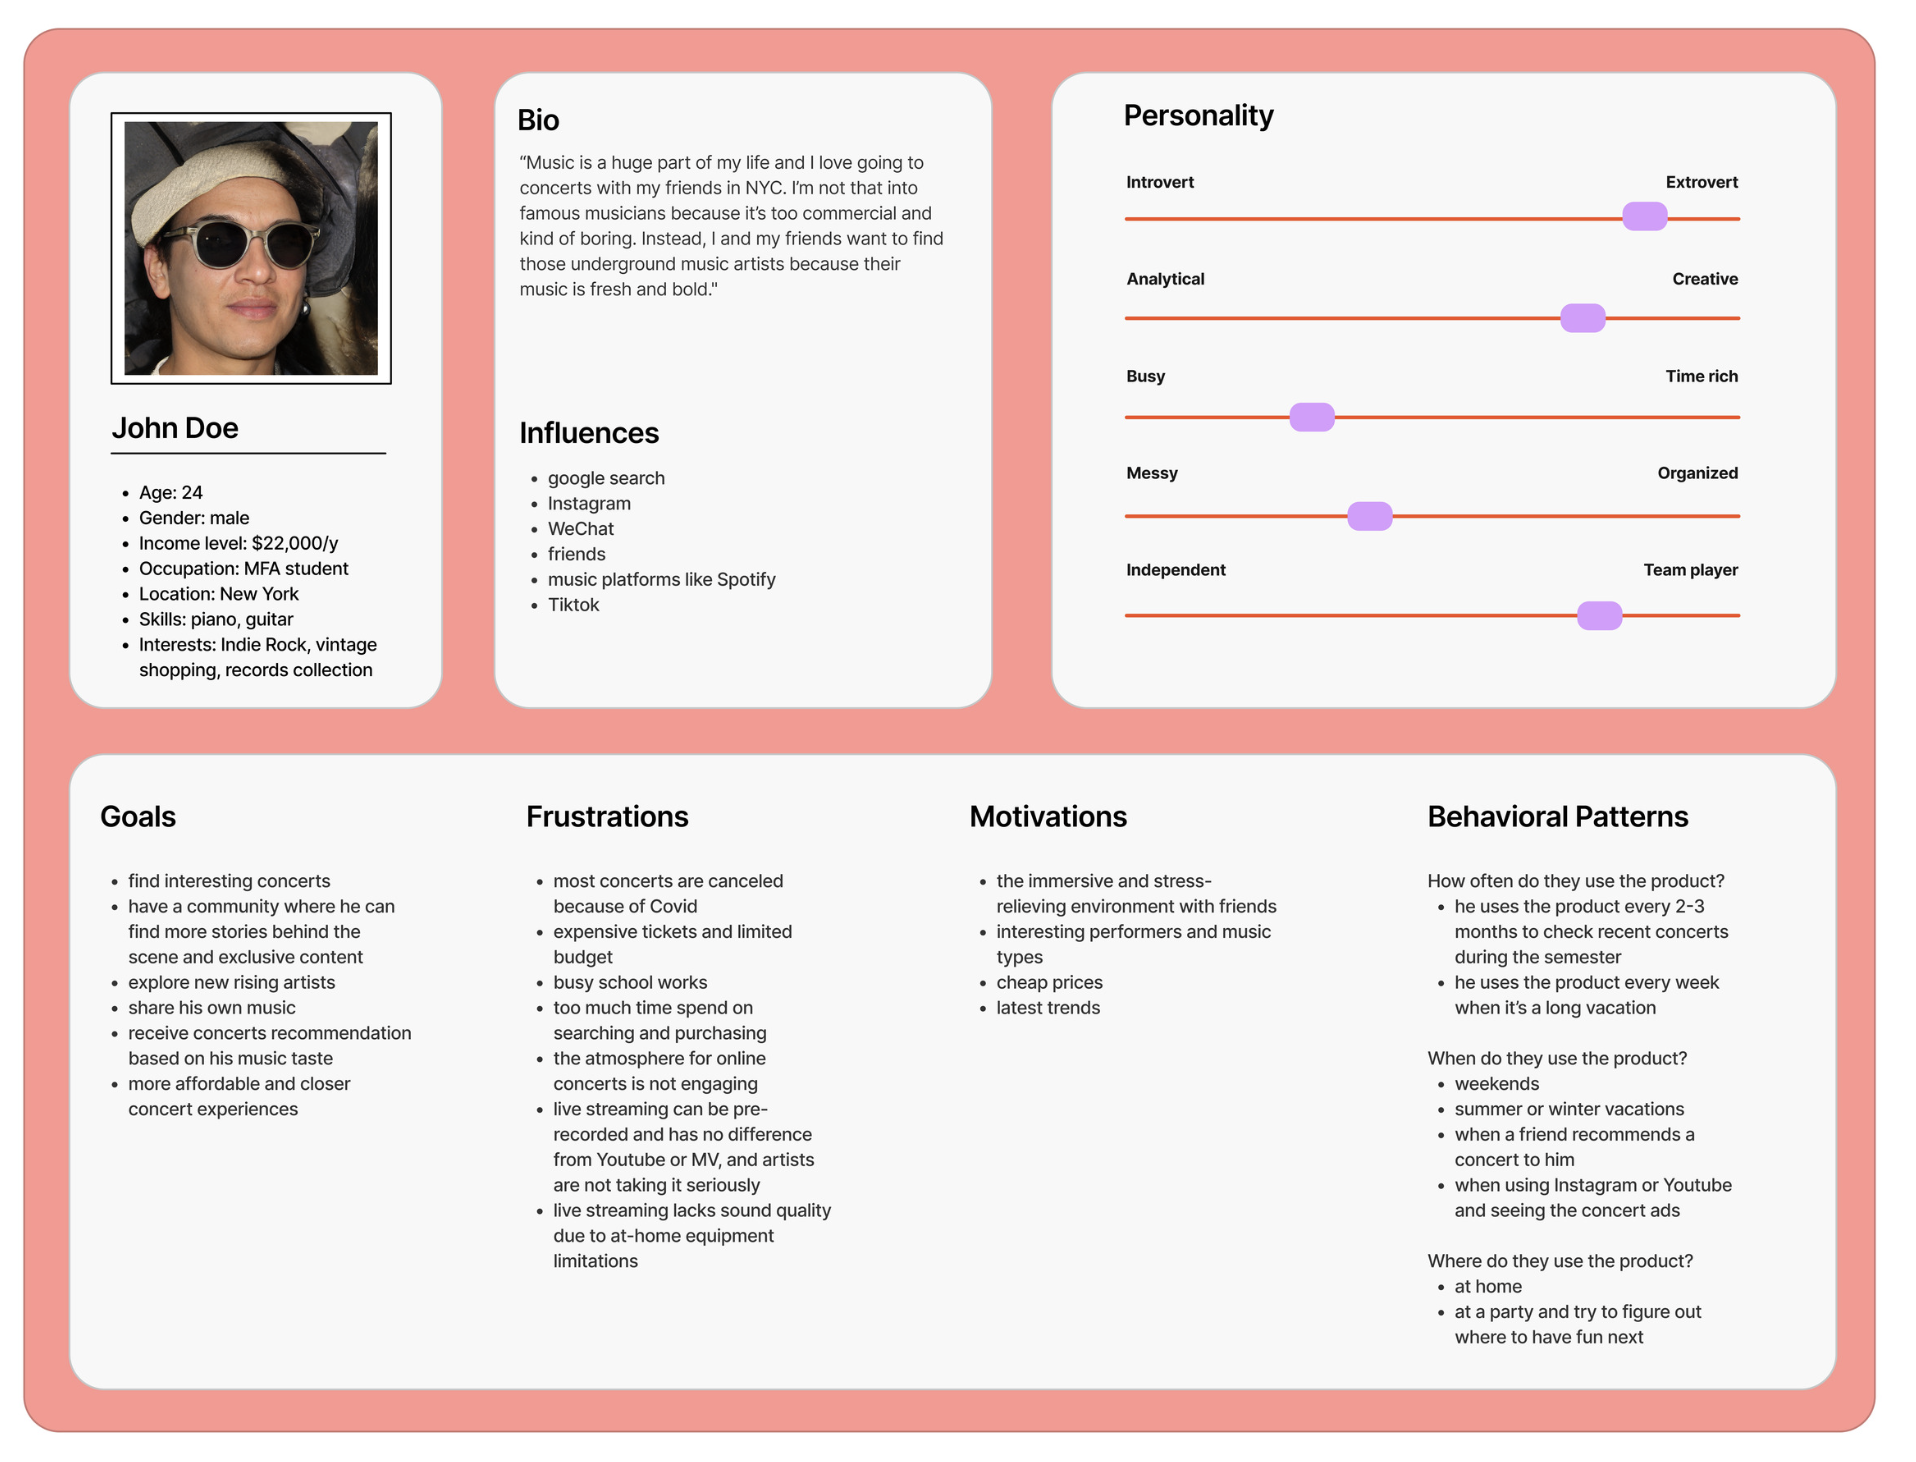 John Doe
Age: 24
Gender: male
Income level: $22,000/y
Occupation: MFA student
Location: New York
Skills: piano, guitar
Interests: Indie Rock, vintage
shopping, records collection
Bio
“Music is a huge part of my life and I love going to
concerts with my friends in NYC. I’m not that into
famous musicians because it’s too commercial and
kind of boring. Instead, I and my friends want to find
those underground music artists because their
music is fresh and bold."
Influences
google search
Instagram
WeChat
friends
music platforms like Spotify
Tiktok
Personality
Introvert Extrovert
Analytical Creative
Busy Time rich
Messy Organized
Independent Team player
Goals
find interesting concerts
have a community where he can
find more stories behind the
scene and exclusive content
explore new rising artists
share his own music
receive concerts recommendation
based on his music taste
more affordable and closer
concert experiences
Frustrations
most concerts are canceled
because of Covid
expensive tickets and limited
budget
busy school works
too much time spend on
searching and purchasing
the atmosphere for online
concerts is not engaging
live streaming can be pre-
recorded and has no difference
from Youtube or MV, and artists
are not taking it seriously
live streaming lacks sound quality
due to at-home equipment
limitations
Motivations
the immersive and stress-
relieving environment with friends
interesting performers and music
types
cheap prices
latest trends
Behavioral Patterns
How often do they use the product?
he uses the product every 2-3
months to check recent concerts
during the semester
he uses the product every week
when it’s a long vacation
When do they use the product?
weekends
summer or winter vacations
when a friend recommends a
concert to him
when using Instagram or Youtube
and seeing the concert ads
Where do they use the product?
at home
at a party and try to figure out
where to have fun next